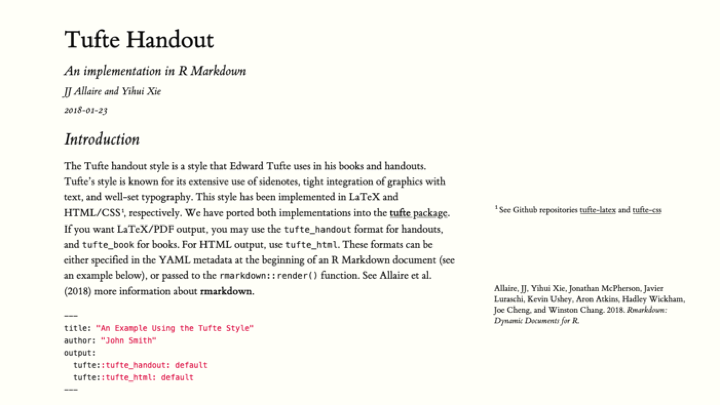 Tufte Handout
An implementation in R Markdown
JJ Allaire and Yihui Xie
2018-01-23
Introduction
The Tufte handout style is a style that Edward Tufte uses in his books and handouts.
Tufte's style is known for its extensive use of sidenotes, tight integration of graphics with
text, and well-set typography. This style has been implemented in LaTeX and
HTML/CSS¹, respectively. We have ported both implementations into the tufte package.
If you want LaTeX/PDF output, you may use the tufte_handout format for handouts,
and tufte_book for books. For HTML output, use tufte_html. These formats can be
either specified in the YAML metadata at the beginning of an R Markdown document (see
an example below), or passed to the rmarkdown::render() function. See Allaire et al.
(2018) more information about rmarkdown.
¹ See Github repositories tufte-latex and tufte-css
Allaire, JJ, Yihui Xie, Jonathan McPherson, Javier
Luraschi, Kevin Ushey, Aron Atkins, Hadley Wickham,
Joe Cheng, and Winston Chang. 2018. Rmarkdown:
Dynamic Documents for R.
---
title: "An Example Using the Tufte Style"
author: "John Smith"
output:
  tufte::tufte_handout: default
  tufte::tufte_html: default
---